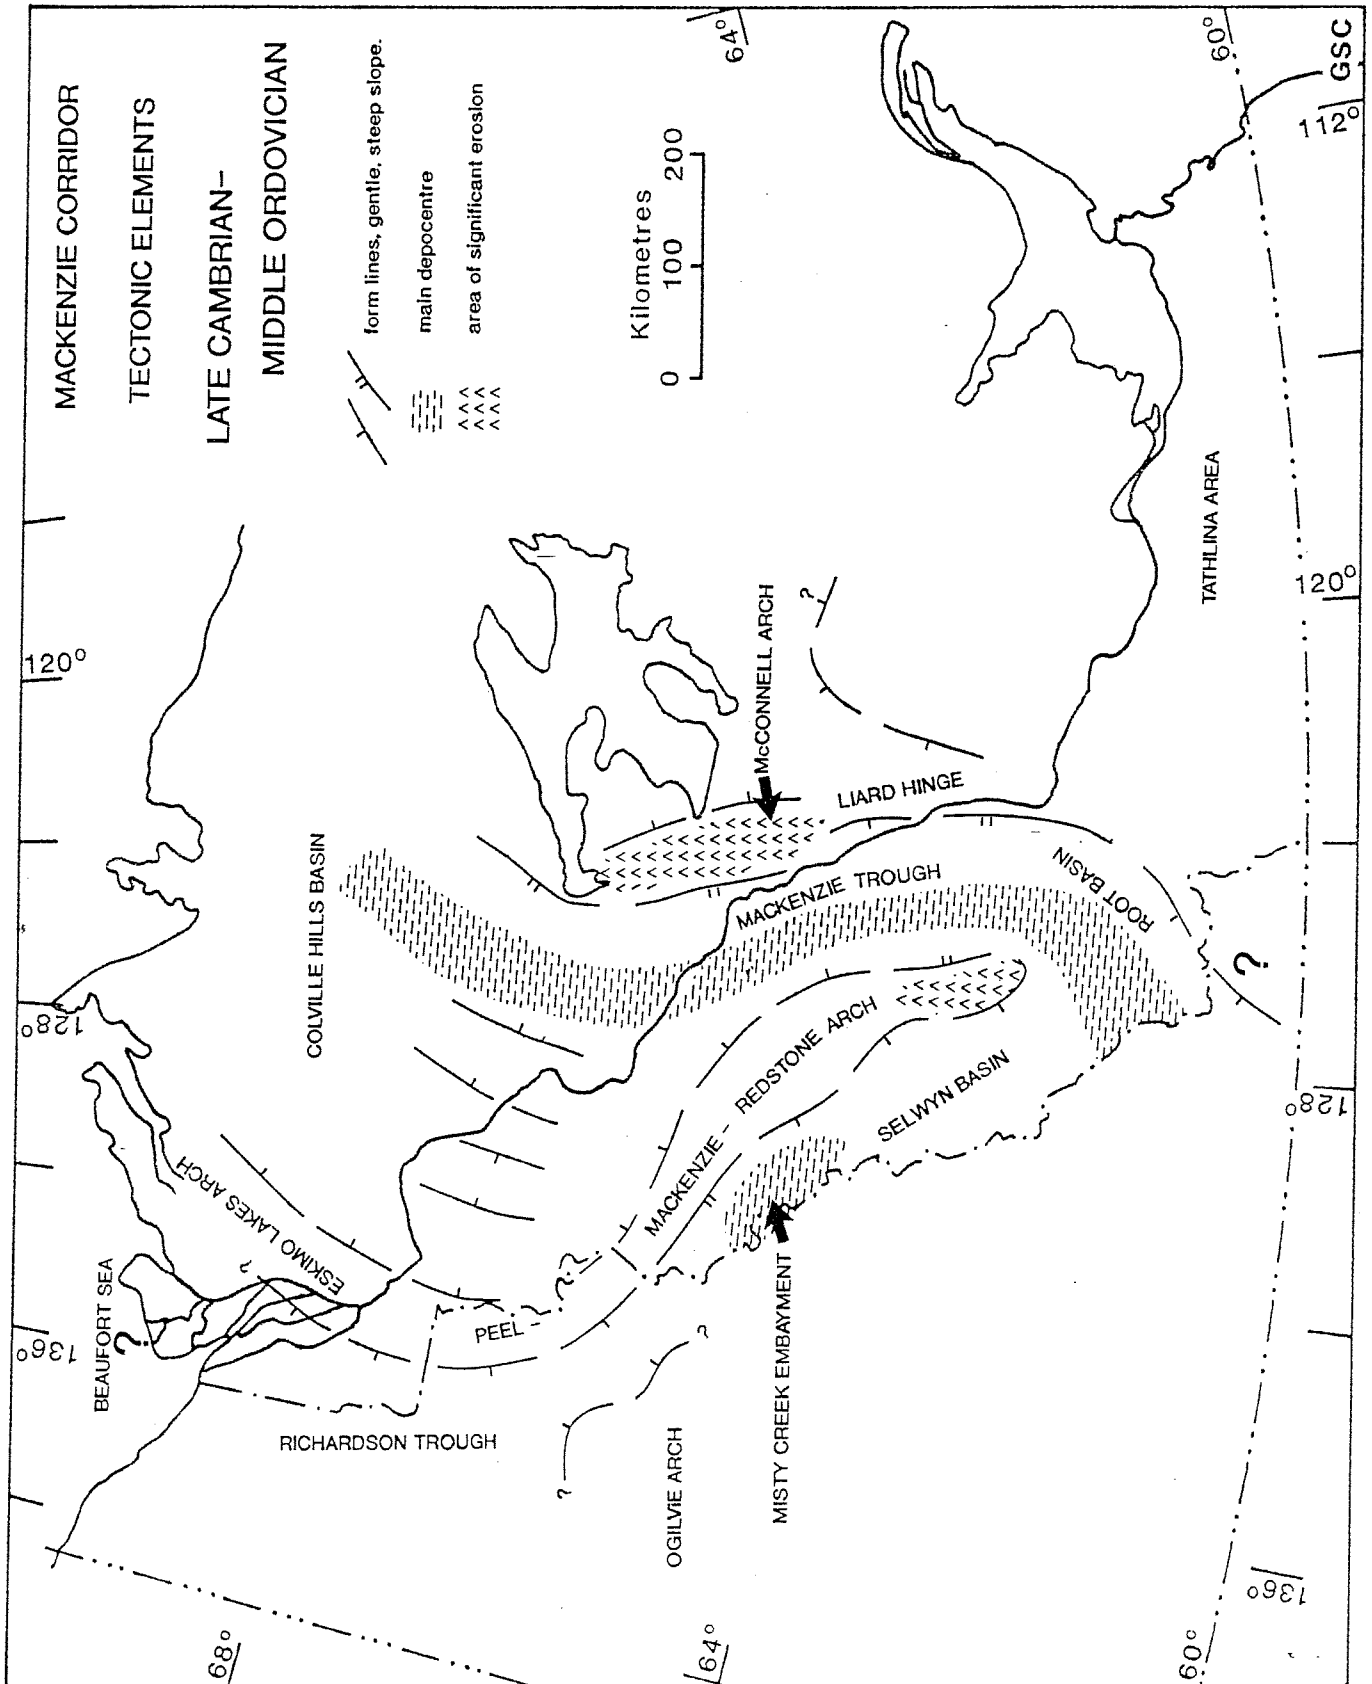 MACKENZIE CORRIDOR
TECTONIC ELEMENTS
LATE CAMBRIAN–
MIDDLE ORDOVICIAN
form lines, gentle, steep slope.
main depocentre
area of significant erosion
Kilometres
0 100 200
64°
60°
GSC
112°
120°
120°
128°
128°
136°
136°
68°
64°
60°
BEAUFORT SEA
?
ESKIMO LAKES ARCH
?
COLVILLE HILLS BASIN
RICHARDSON TROUGH
PEEL –
OGILVIE ARCH
?
?
MISTY CREEK EMBAYMENT
MACKENZIE – REDSTONE ARCH
SELWYN BASIN
MACKENZIE TROUGH
ROOT BASIN
?
LIARD HINGE
McCONNELL ARCH
?
TATHLINA AREA